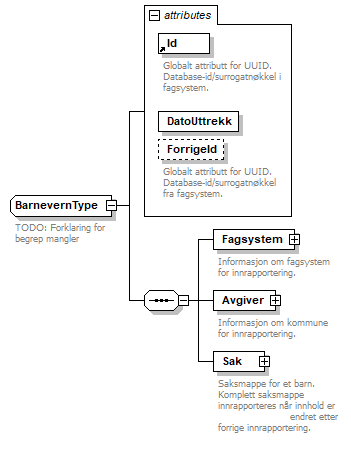 attributes
Id
Globalt attributt for UUID.
Database-id/surrogatnøkkel i
fagsystem.
DatoUttrekk
ForrigeId
Globalt attributt for UUID.
Database-id/surrogatnøkkel
fra fagsystem.
BarnevernType
TODO: Forklaring for
begrep mangler
Fagsystem
Informasjon om fagsystem
for innrapportering.
Avgiver
Informasjon om kommune
for innrapportering.
Sak
Saksmappe for et barn.
Komplett saksmappe
innrapporteres når innhold er
endret etter
forrige innrapportering.